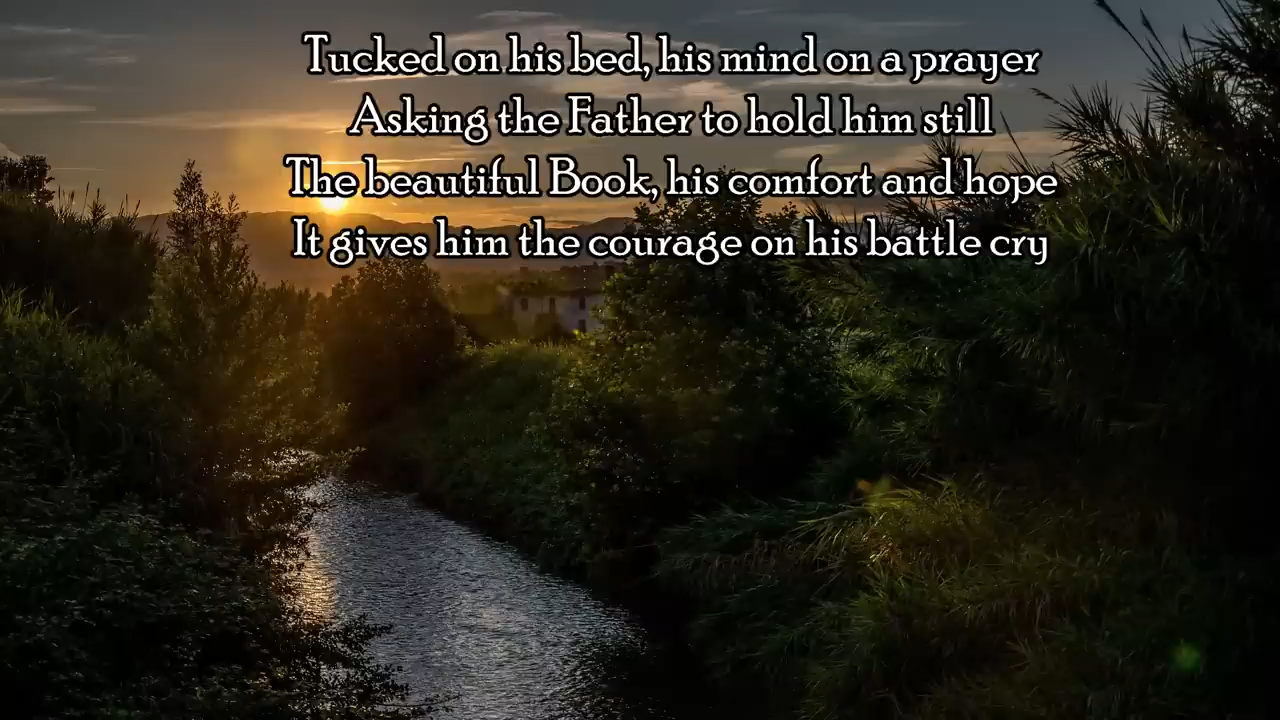 Tucked on his bed, his mind on a prayer
Asking the Father to hold him still
The beautiful Book, his comfort and hope
It gives him the courage on his battle cry